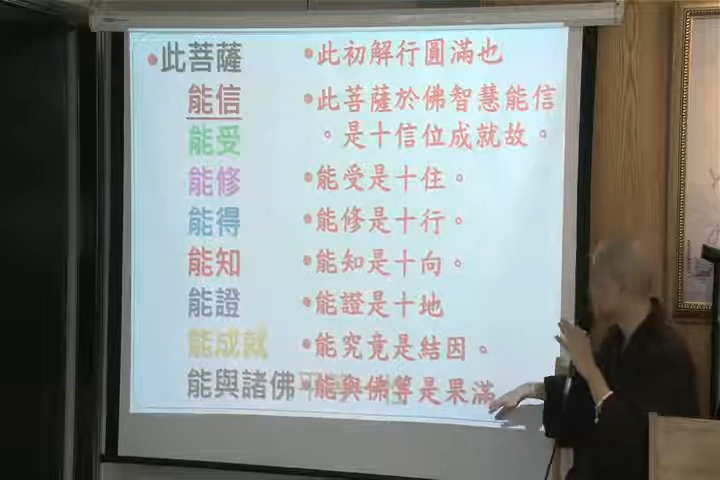 •此菩薩 •此初解行圓滿也
能信 •此菩薩於佛智慧能信
能受 。是十信位成就故。
能修 •能受是十住。
能得 •能修是十行。
能知 •能知是十向。
能證 •能證是十地
能成就 •能究竟是結因。
能與諸佛 •能與佛等是果滿